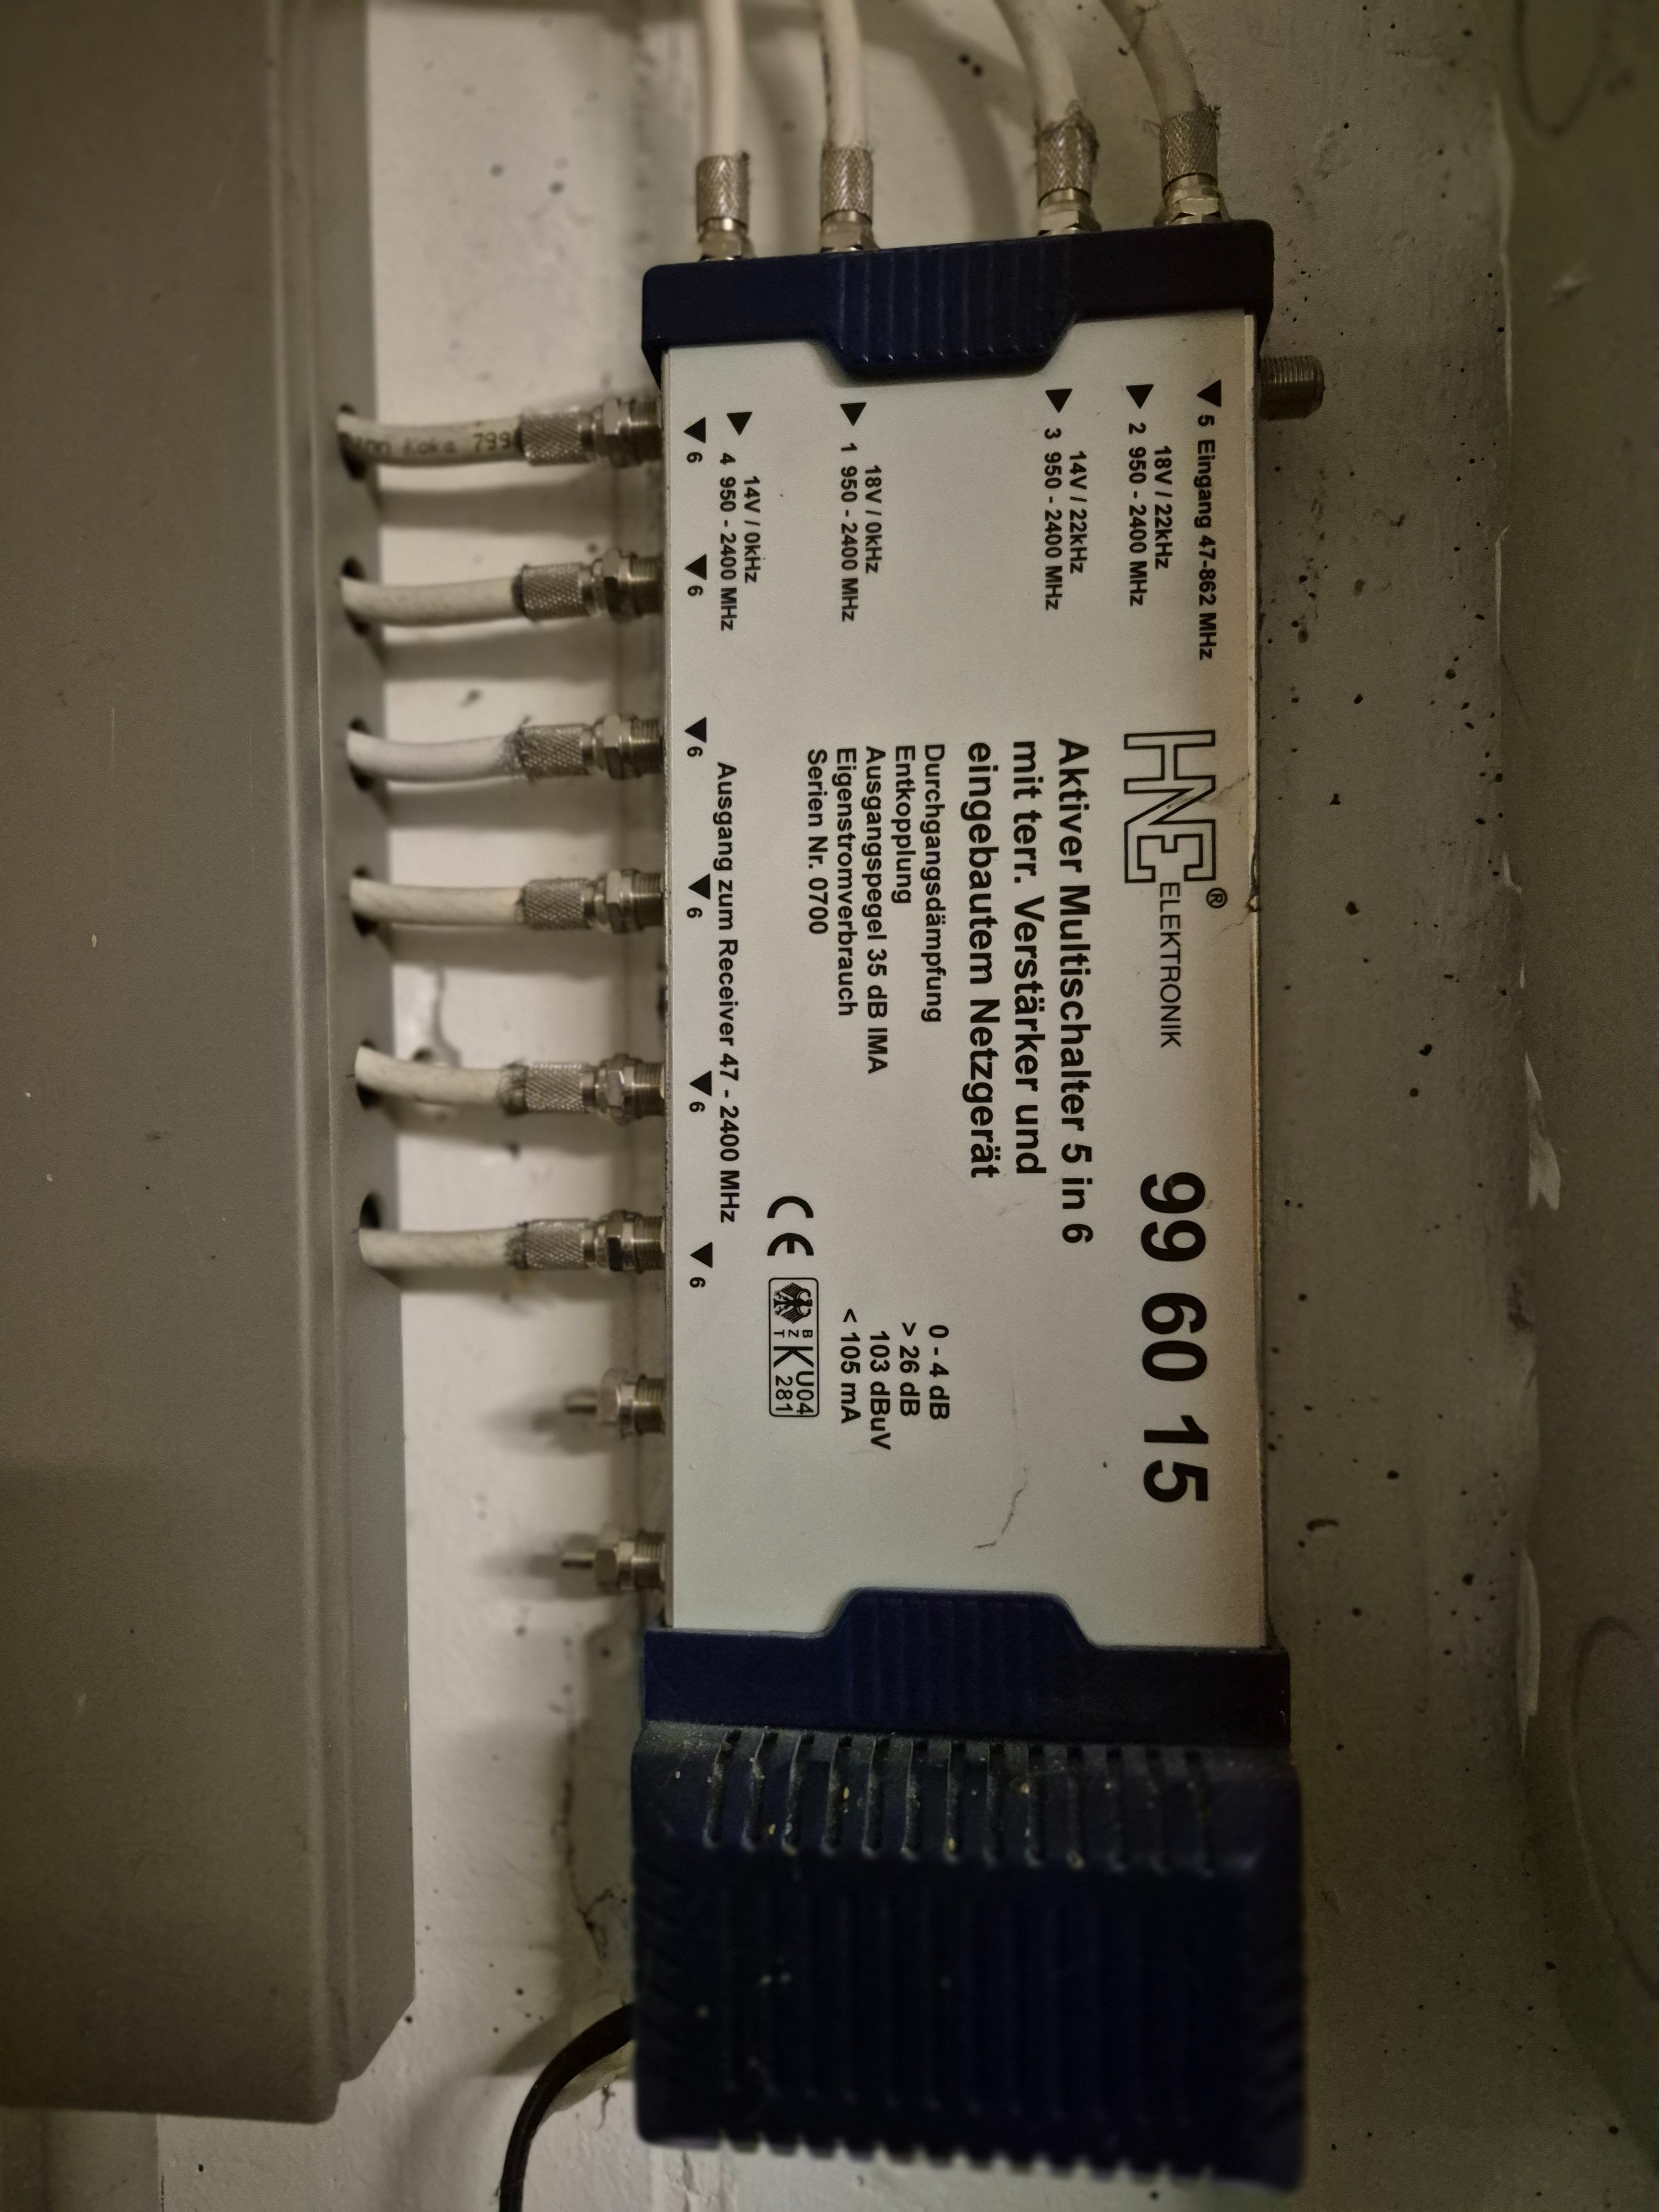 5 Eingang 47-862 MHz
18V / 22kHz
2 950 - 2400 MHz
14V / 22kHz
3 950 - 2400 MHz
18V / 0kHz
1 950 - 2400 MHz
14V / 0kHz
4 950 - 2400 MHz
HNE® ELEKTRONIK
99 60 15
Aktiver Multischalter 5 in 6
mit terr. Verstärker und
eingebautem Netzgerät
Durchgangsdämpfung 0 - 4 dB
Entkopplung > 26 dB
Ausgangspegel 35 dB IMA 103 dBuV
Eigenstromverbrauch < 105 mA
Serien Nr. 0700
CE
BZT K U04 281
Ausgang zum Receiver 47 - 2400 MHz
6 6 6 6 6 6
Koka 799